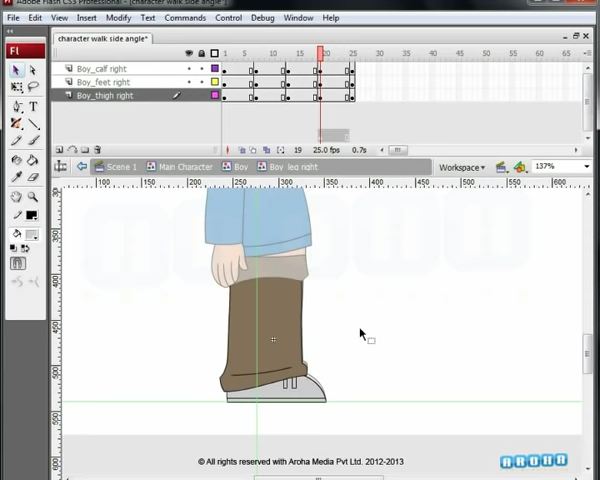 Adobe Flash CS3 Professional - [character walk side angle*]
File Edit View Insert Modify Text Commands Control Debug Window Help
Fl
character walk side angle*
1 5 10 15 20 25 30 35 40 45 50 55 60 65
Boy_calf right
Boy_feet right
Boy_thigh right
19 25.0 fps 0.7s
Scene 1 Main Character Boy Boy_leg right Workspace 137%
100 150 200 250 300 350 400 450 500 550 600
T
© All rights reserved with Aroha Media Pvt Ltd. 2012-2013
AROHA